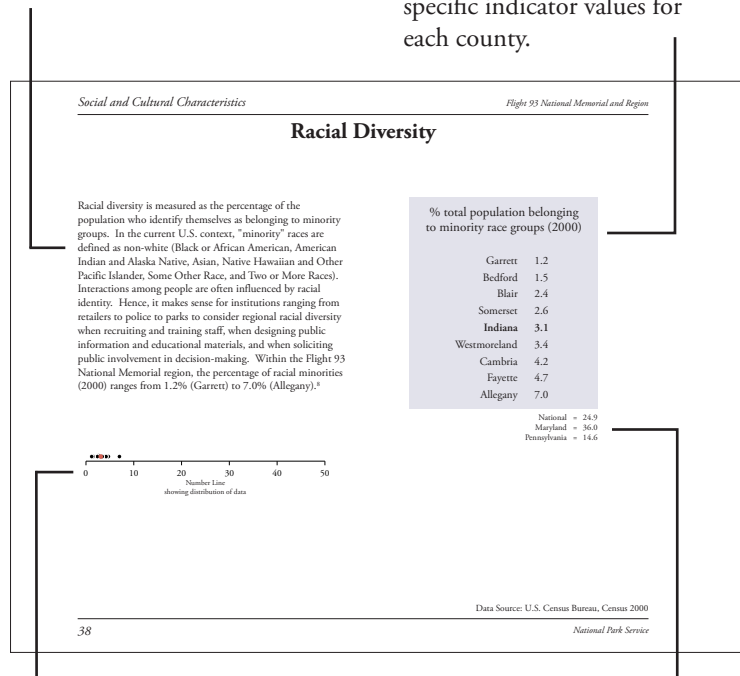 specific indicator values for
each county.
Social and Cultural Characteristics
Flight 93 National Memorial and Region
Racial Diversity
Racial diversity is measured as the percentage of the
population who identify themselves as belonging to minority
groups.  In the current U.S. context, "minority" races are
defined as non-white (Black or African American, American
Indian and Alaska Native, Asian, Native Hawaiian and Other
Pacific Islander, Some Other Race, and Two or More Races).
Interactions among people are often influenced by racial
identity.  Hence, it makes sense for institutions ranging from
retailers to police to parks to consider regional racial diversity
when recruiting and training staff, when designing public
information and educational materials, and when soliciting
public involvement in decision-making.  Within the Flight 93
National Memorial region, the percentage of racial minorities
(2000) ranges from 1.2% (Garrett) to 7.0% (Allegany).⁸
% total population belonging
to minority race groups (2000)
Garrett 1.2
Bedford 1.5
Blair 2.4
Somerset 2.6
Indiana 3.1
Westmoreland 3.4
Cambria 4.2
Fayette 4.7
Allegany 7.0
National = 24.9
Maryland = 36.0
Pennsylvania = 14.6
0 10 20 30 40 50
Number Line
showing distribution of data
Data Source: U.S. Census Bureau, Census 2000
38
National Park Service